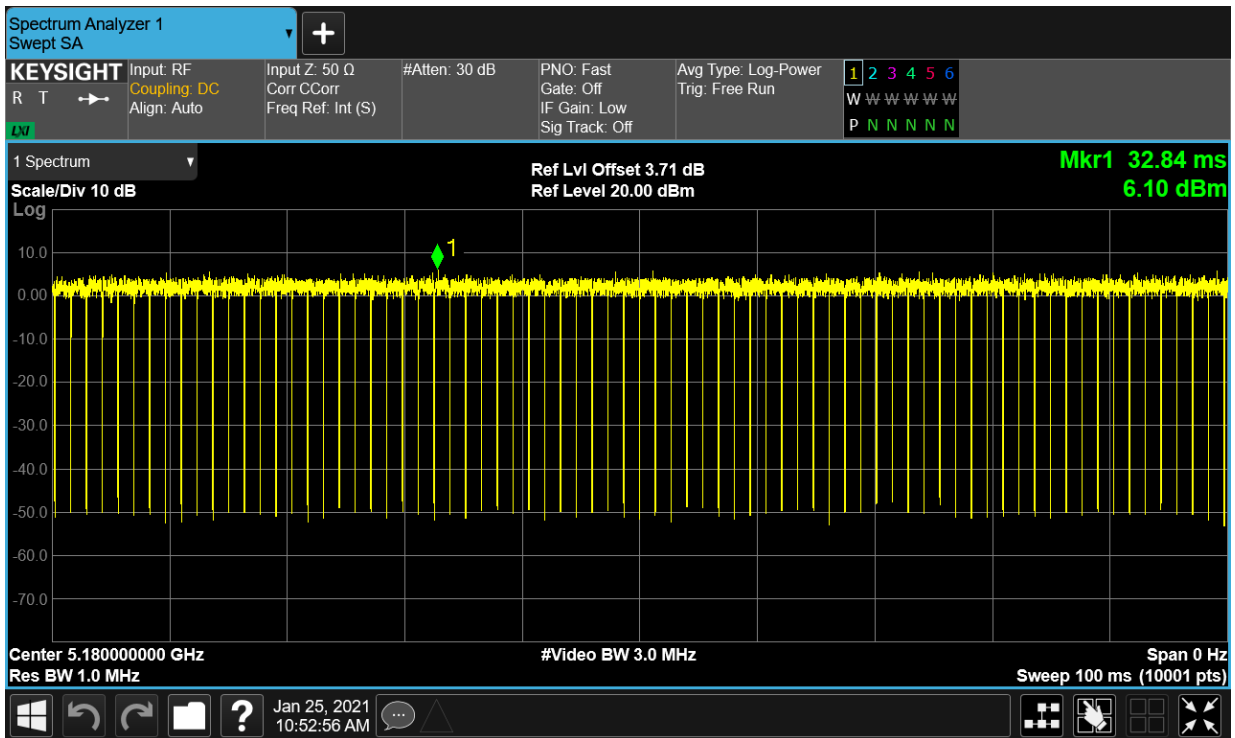 Spectrum Analyzer 1
Swept SA
+
KEYSIGHT Input: RF Input Z: 50 Ω #Atten: 30 dB PNO: Fast Avg Type: Log-Power 1 2 3 4 5 6
R T Coupling: DC Corr CCorr Gate: Off Trig: Free Run W W W W W W
Align: Auto Freq Ref: Int (S) IF Gain: Low
LXI Sig Track: Off P N N N N N
1 Spectrum Ref Lvl Offset 3.71 dB Mkr1 32.84 ms
Scale/Div 10 dB Ref Level 20.00 dBm 6.10 dBm
Log
1
10.0
0.00
-10.0
-20.0
-30.0
-40.0
-50.0
-60.0
-70.0
Center 5.180000000 GHz #Video BW 3.0 MHz Span 0 Hz
Res BW 1.0 MHz Sweep 100 ms (10001 pts)
? Jan 25, 2021
10:52:56 AM